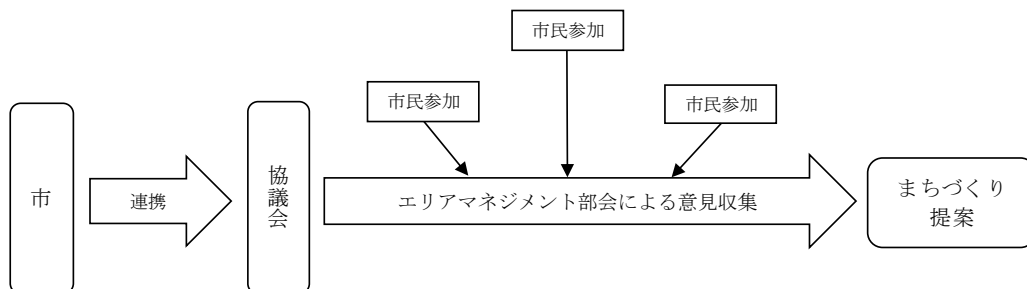 市民参加
市民参加
市民参加
市
連携
協議会
エリアマネジメント部会による意見収集
まちづくり
提案